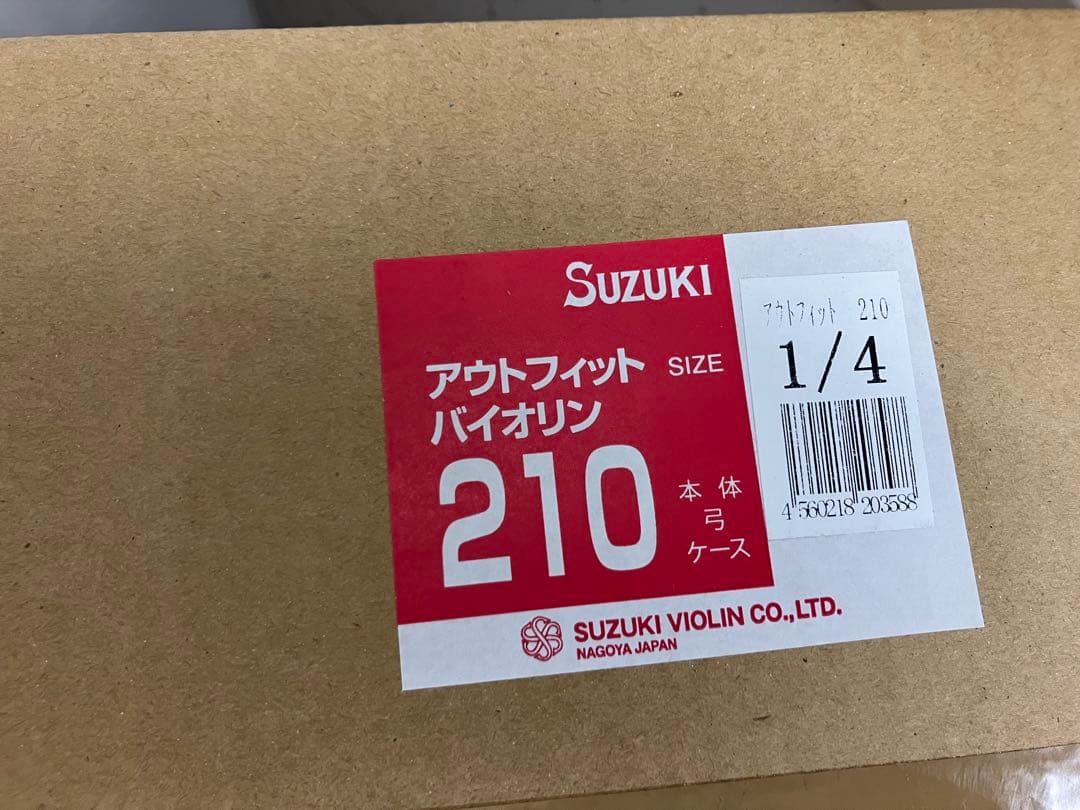 SUZUKI
アウトフィット
バイオリン
210
SIZE
本体
弓
ケース
アウトフィット 210
1/4
4 560218 203588
SUZUKI VIOLIN CO.,LTD.
NAGOYA JAPAN